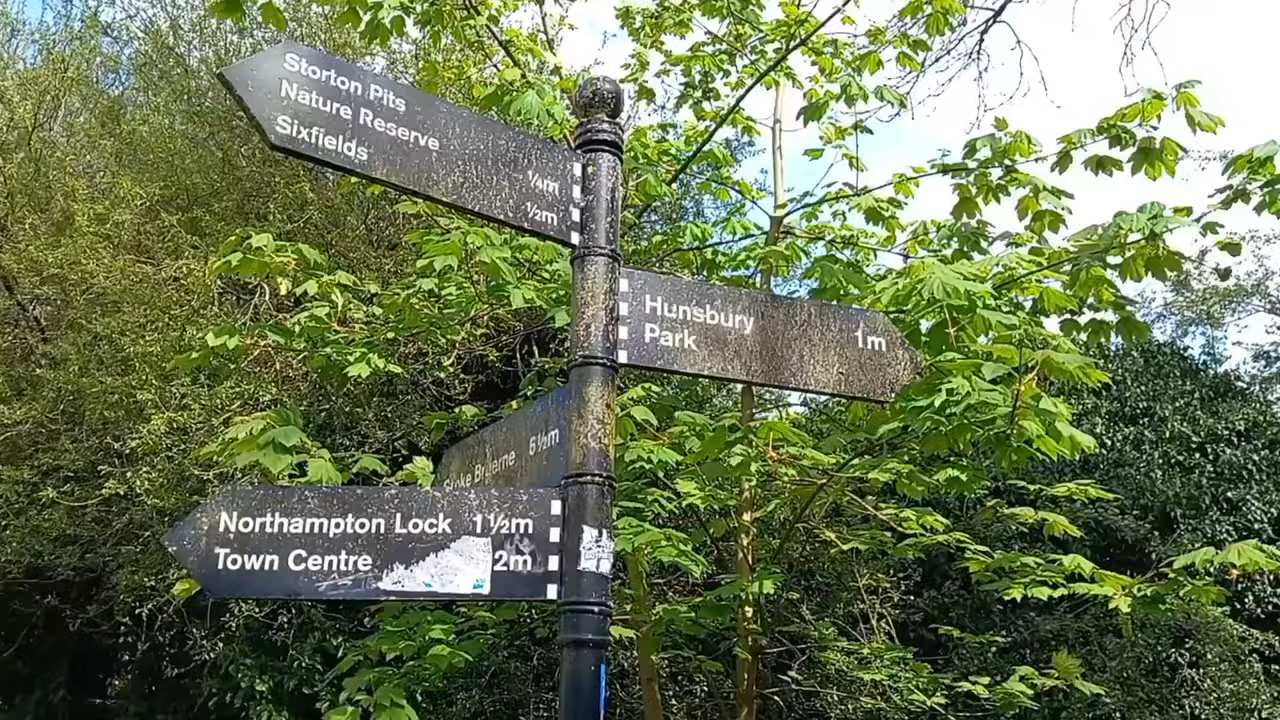 Storton Pits
Nature Reserve ¼m
Sixfields ½m
Hunsbury
Park 1m
Stoke Bruerne 6½m
Northampton Lock 1½m
Town Centre 2m